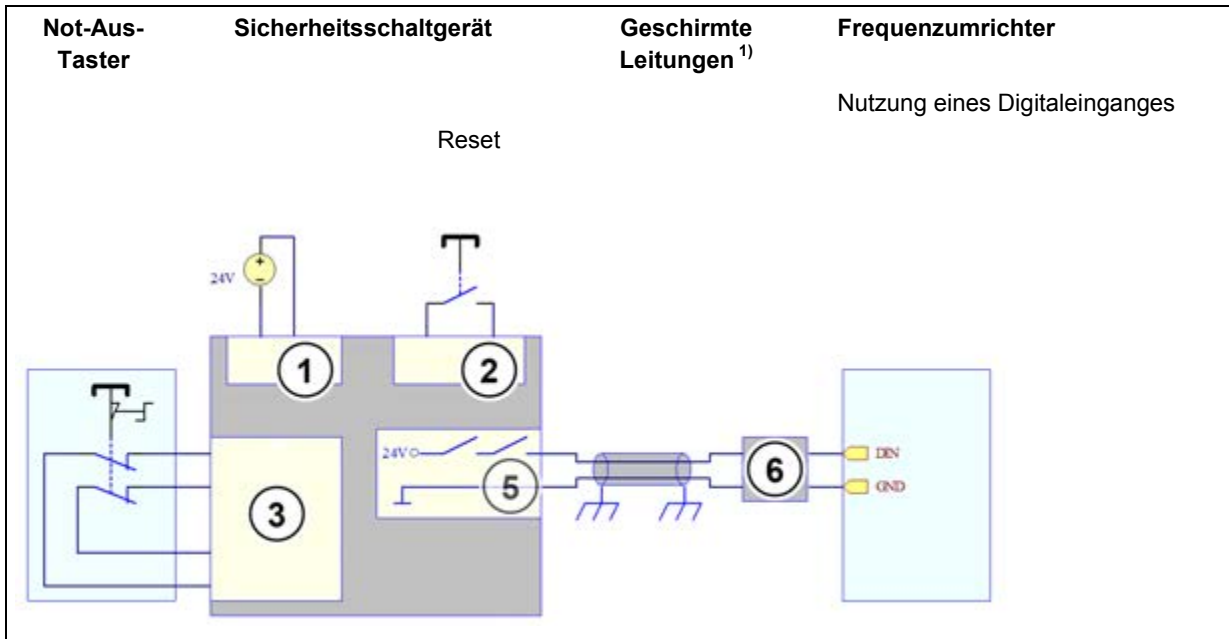 Not-Aus-
Taster
Sicherheitsschaltgerät
Geschirmte
Leitungen 1)
Frequenzumrichter
Nutzung eines Digitaleinganges
Reset
24V
1
2
3
24V
5
6
DIN
GND